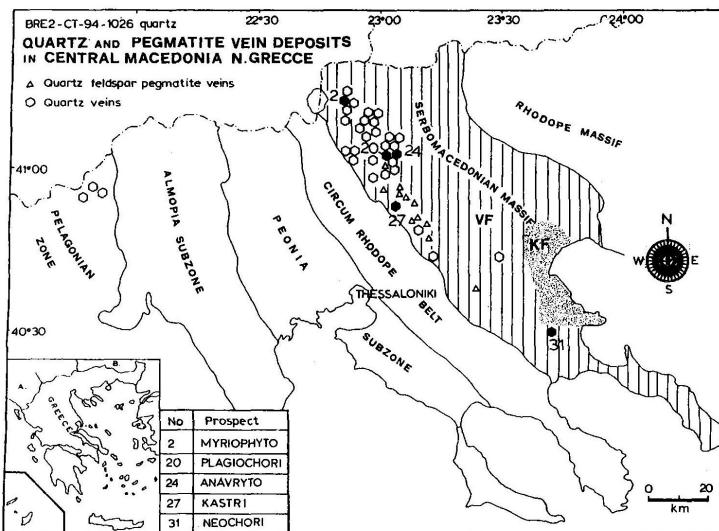 BRE2-CT-94-1026 quartz
QUARTZ AND PEGMATITE VEIN DEPOSITS
IN CENTRAL MACEDONIA N.GRECCE
△ Quartz feldspar pegmatite veins
⬡ Quartz veins
22°30'
23°00'
23°30'
24°00'
41°00
40°30
2
20
24
27
31
RHODOPE MASSIF
SERBOMACEDONIAN MASSIF
VF
KF
PELAGONIAN
ZONE
ALMOPIA SUBZONE
PEONIA
SUBZONE
CIRCUM RHODOPE
BELT
THESSALONIKI
N
W E
S
A.
B.
GREECE
No Prospect
2 MYRIOPHYTO
20 PLAGIOCHORI
24 ANAVRYTO
27 KASTRI
31 NEOCHORI
0 20
km